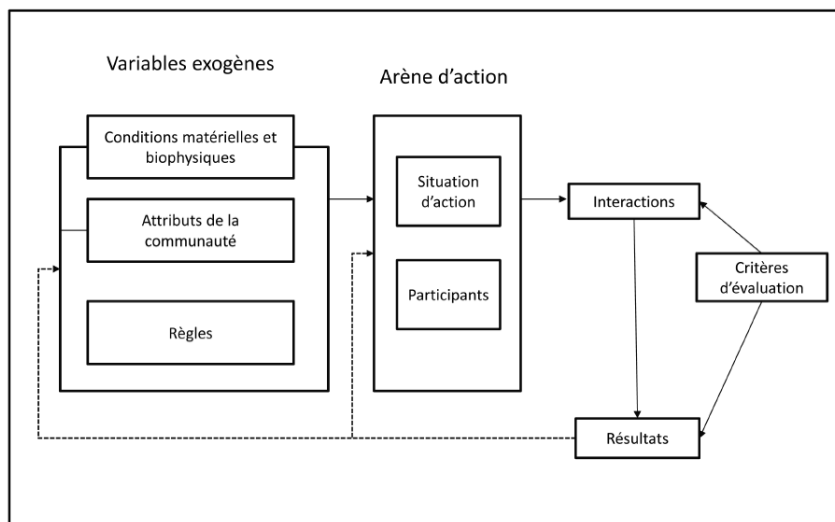 Variables exogènes
Conditions matérielles et
biophysiques
Attributs de la
communauté
Règles
Arène d'action
Situation
d'action
Participants
Interactions
Critères
d'évaluation
Résultats